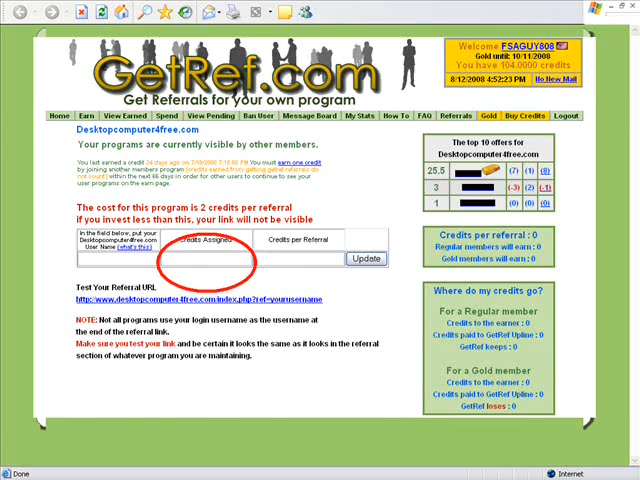 GetRef.com
Get Referrals for your own program
Welcome FSAGUY808
Gold until: 10/11/2008
You have 104.0000 credits
8/12/2008 4:52:23 PM No New Mail
Home Earn View Earned Spend View Pending Ban User Message Board My Stats How To FAQ Referrals Gold Buy Credits Logout
Desktopcomputer4free.com
Your programs are currently visible by other members.
You last earned a credit 24 days ago on 7/19/2008 7:16:00 PM You must earn one credit
by joining another members program (credits earned from getting getref referrals do
not count) within the next 66 days in order for other users to continue to see your
user programs on the earn page.
The cost for this program is 2 credits per referral
if you invest less than this, your link will not be visible
In the field below, put your
Desktopcomputer4free.com
User Name (what's this)
Credits Assigned
Credits per Referral
Update
Test Your Referral URL
http://www.desktopcomputer4free.com/index.php?ref=yourusername
NOTE: Not all programs use your login username as the username at
the end of the referral link.
Make sure you test your link and be certain it looks the same as it looks in the referral
section of whatever program you are maintaining.
The top 10 offers for
Desktopcomputer4free.com
25.5 (7) (1) (8)
3 (-3) (2) (-1)
1 (0) (0) (0)
Credits per referral : 0
Regular members will earn : 0
Gold members will earn : 0
Where do my credits go?
For a Regular member
Credits to the earner : 0
Credits paid to GetRef Upline : 0
GetRef keeps : 0
For a Gold member
Credits to the earner : 0
Credits paid to GetRef Upline : 0
GetRef loses : 0
Done
Internet